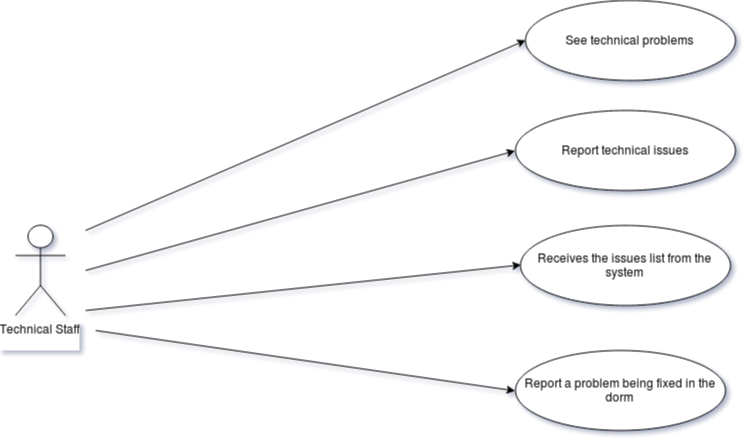 See technical problems
Report technical issues
Receives the issues list from the
system
Technical Staff
Report a problem being fixed in the
dorm